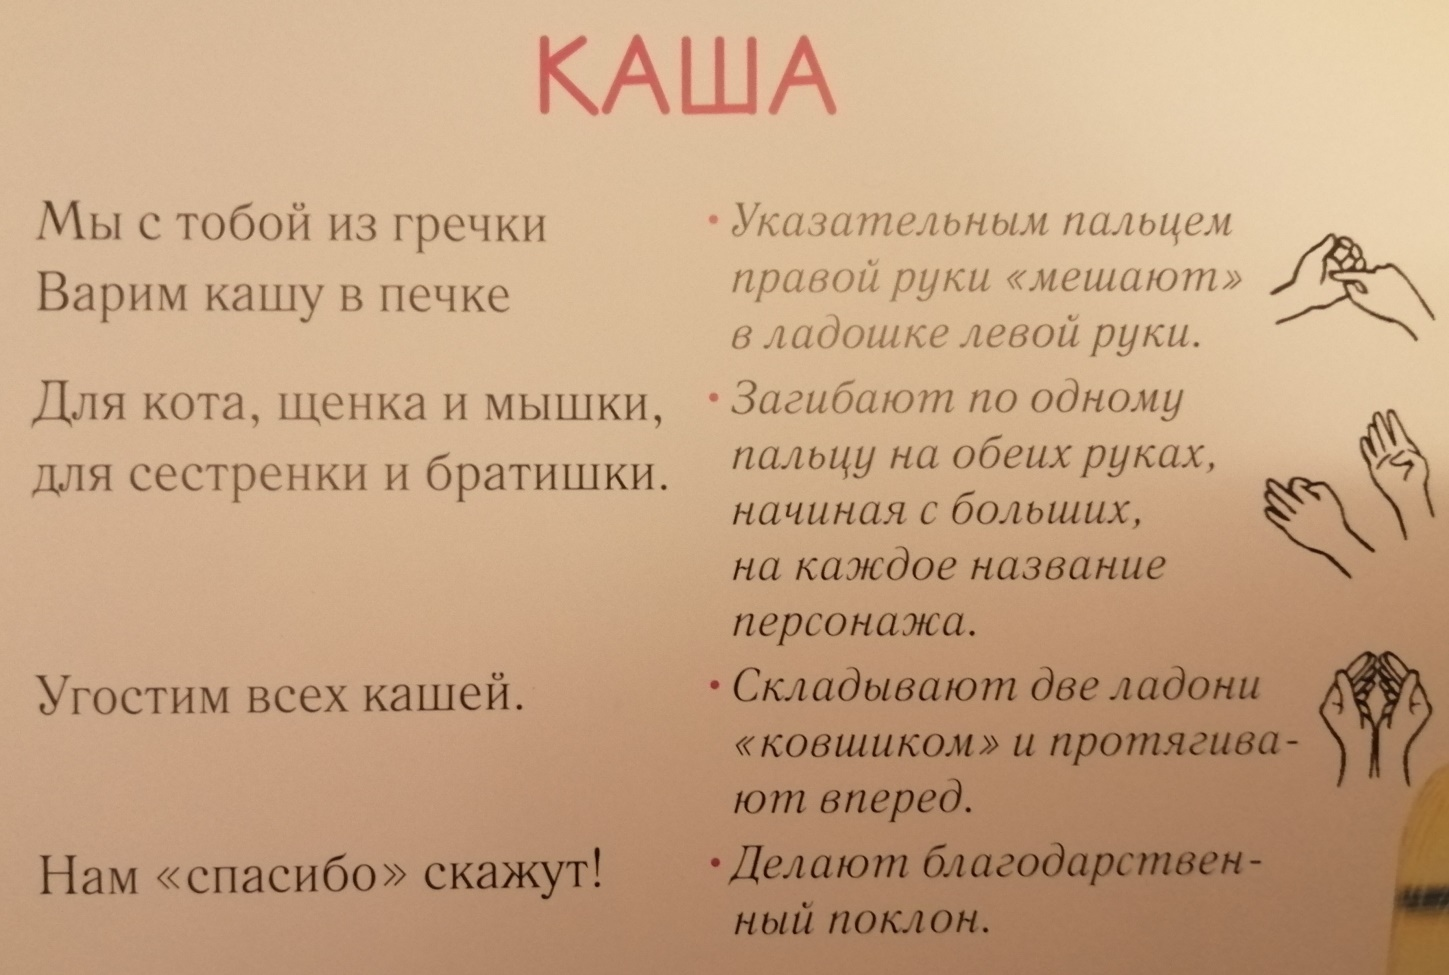 КАША
Мы с тобой из гречки
Варим кашу в печке
• Указательным пальцем
правой руки «мешают»
в ладошке левой руки.
Для кота, щенка и мышки,
для сестренки и братишки.
• Загибают по одному
пальцу на обеих руках,
начиная с больших,
на каждое название
персонажа.
Угостим всех кашей.
• Складывают две ладони
«ковшиком» и протягива-
ют вперед.
Нам «спасибо» скажут!
• Делают благодарствен-
ный поклон.